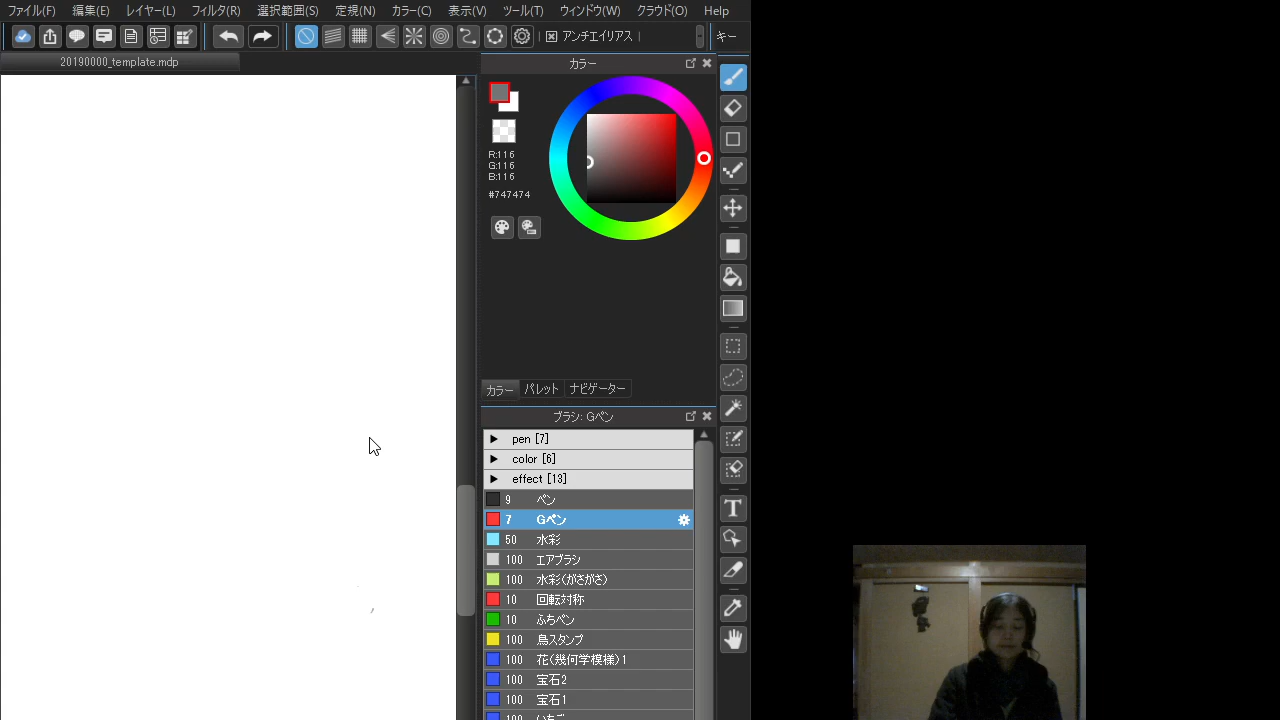 ファイル(F) 編集(E) レイヤー(L) フィルタ(R) 選択範囲(S) 定規(N) カラー(C) 表示(V) ツール(T) ウィンドウ(W) クラウド(O) Help
アンチエイリアス キー
20190000_template.mdp
カラー
R:116
G:116
B:116
#747474
カラー パレット ナビゲーター
ブラシ: Gペン
pen [7]
color [6]
effect [13]
9 ペン
7 Gペン
50 水彩
100 エアブラシ
100 水彩(がさがさ)
10 回転対称
10 ふちペン
100 鳥スタンプ
100 花(幾何学模様)1
100 宝石2
100 宝石1
100 いちご
T